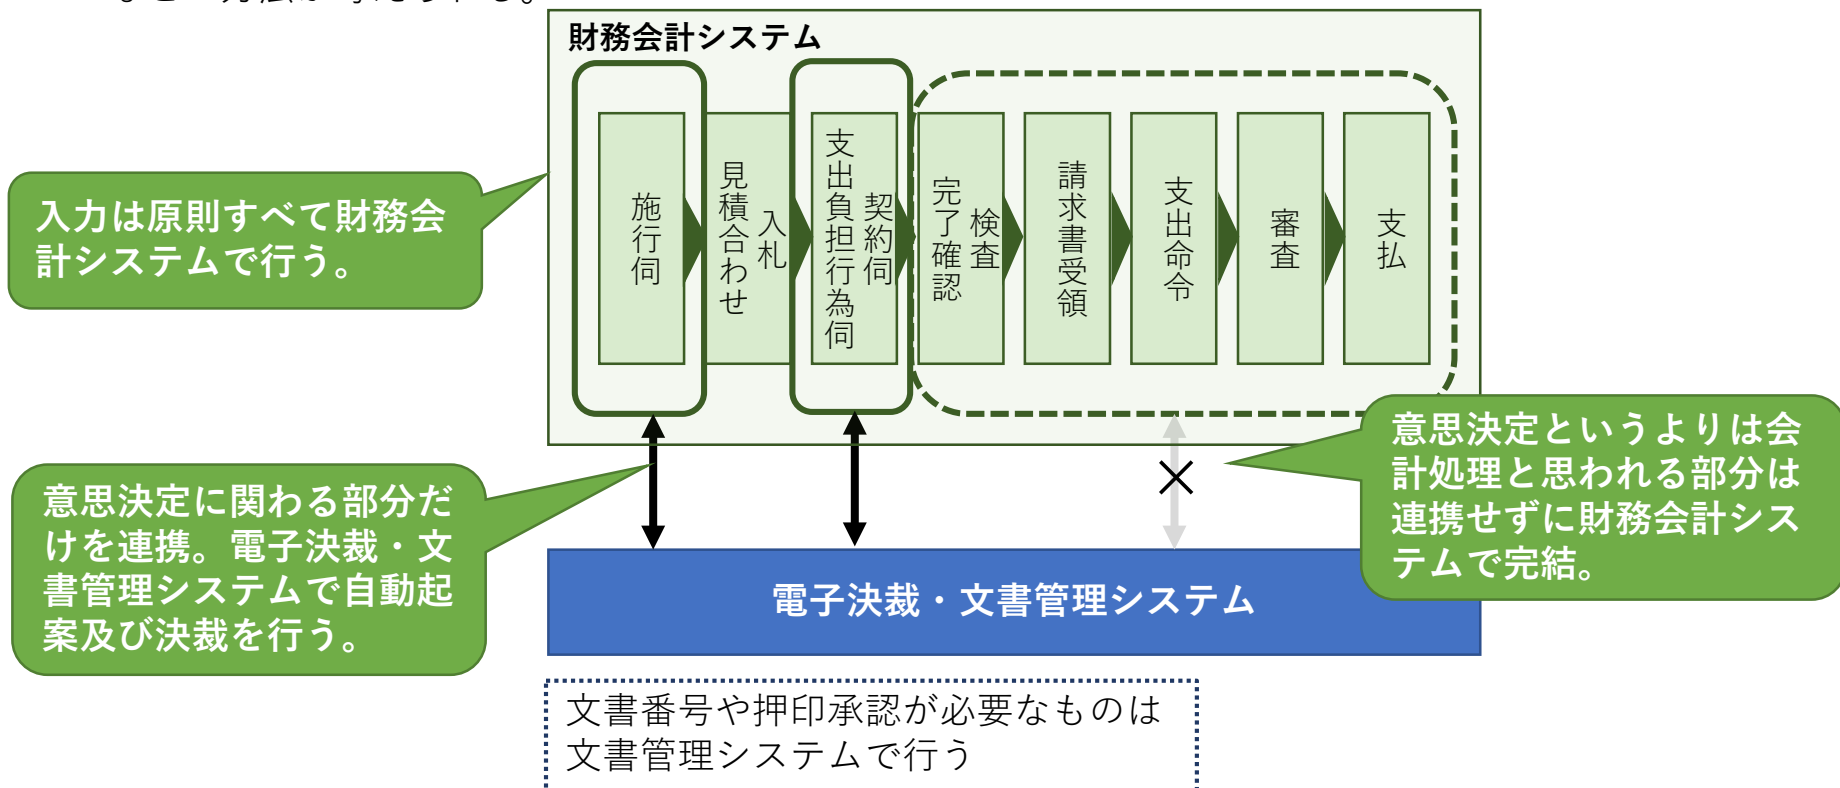 財務会計システム
施行伺
見積合わせ
入札
支出負担行為伺
契約伺
完了確認
検査
請求書受領
支出命令
審査
支払
入力は原則すべて財務会
計システムで行う。
意思決定に関わる部分だ
けを連携。電子決裁・文
書管理システムで自動起
案及び決裁を行う。
意思決定というよりは会
計処理と思われる部分は
連携せずに財務会計シス
テムで完結。
電子決裁・文書管理システム
文書番号や押印承認が必要なものは
文書管理システムで行う